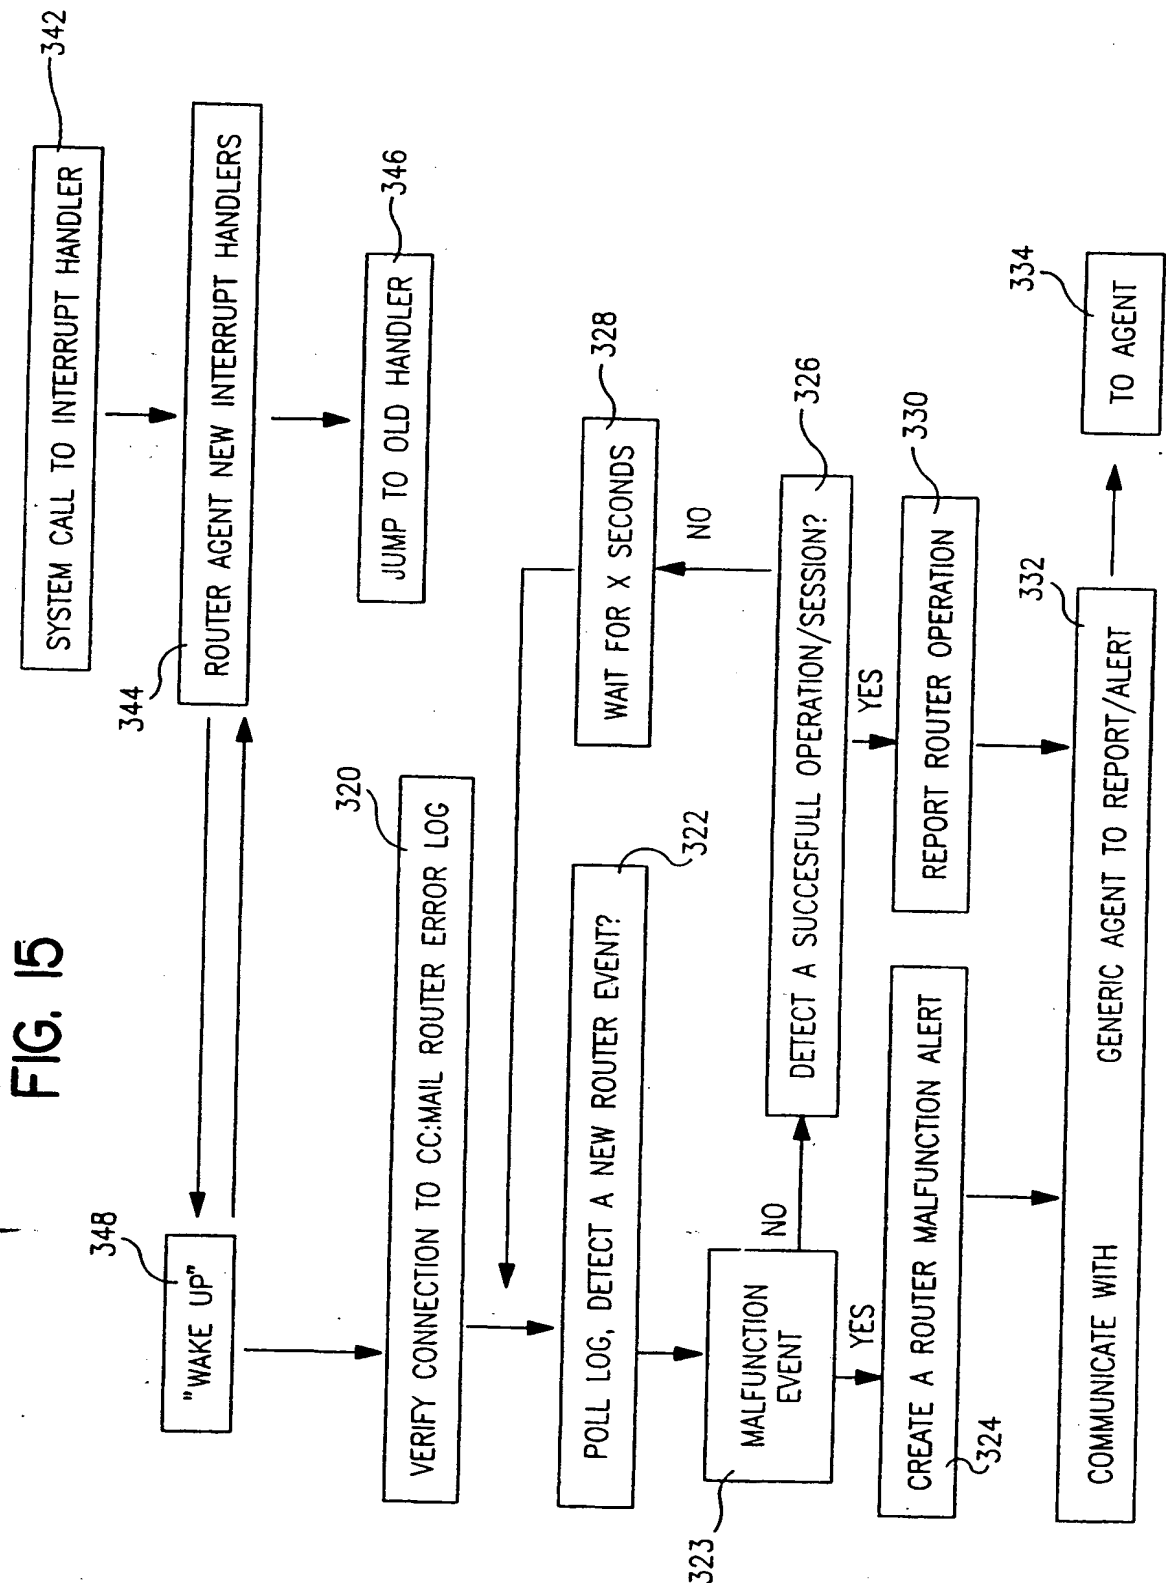 FIG. 15
342
SYSTEM CALL TO INTERRUPT HANDLER
344
ROUTER AGENT NEW INTERRUPT HANDLERS
348
"WAKE UP"
346
JUMP TO OLD HANDLER
320
VERIFY CONNECTION TO CC:MAIL ROUTER ERROR LOG
328
WAIT FOR X SECONDS
322
POLL LOG, DETECT A NEW ROUTER EVENT?
NO
323
MALFUNCTION
EVENT
NO
326
DETECT A SUCCESFULL OPERATION/SESSION?
YES
YES
324
CREATE A ROUTER MALFUNCTION ALERT
330
REPORT ROUTER OPERATION
332
COMMUNICATE WITH GENERIC AGENT TO REPORT/ALERT
334
TO AGENT